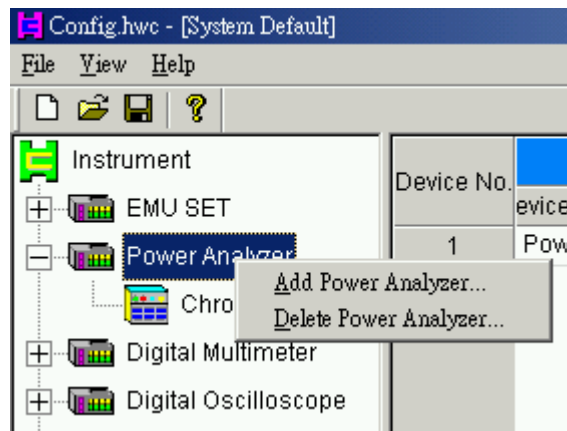 Config.hwc - [System Default]
File View Help
Instrument
EMU SET
Power Analyzer
Chro
Digital Multimeter
Digital Oscilloscope
Device No.
evice
1 Pow
Add Power Analyzer...
Delete Power Analyzer...